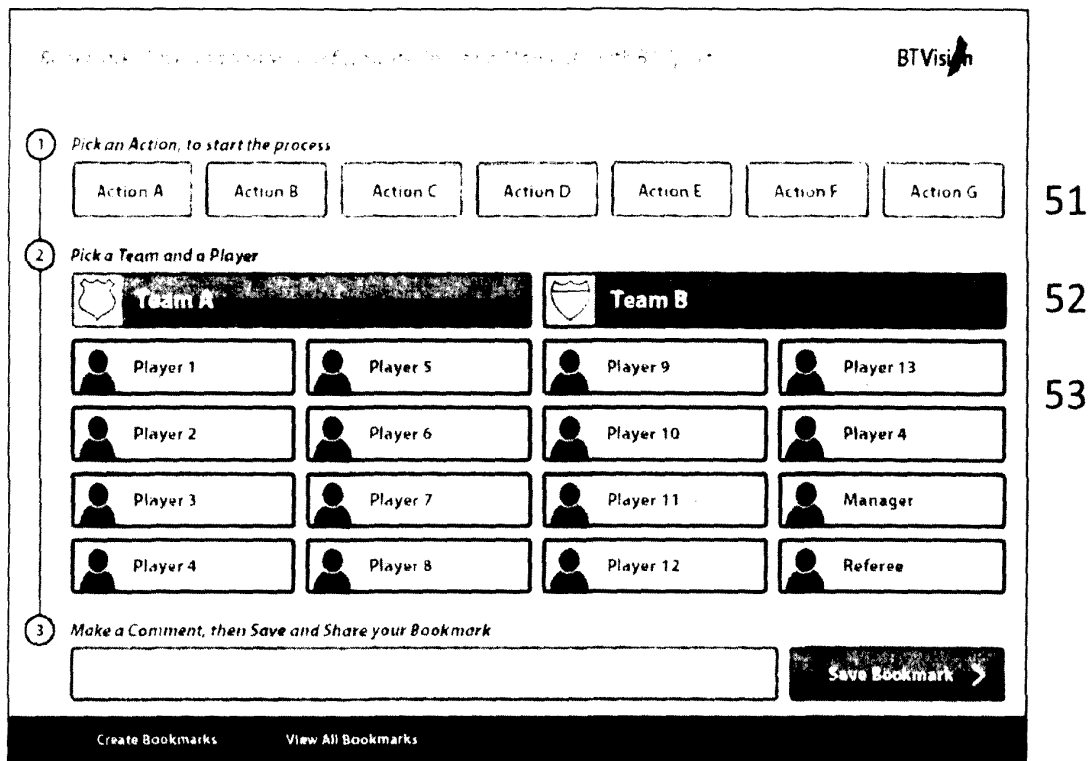 BTVision
1 Pick an Action, to start the process
Action A Action B Action C Action D Action E Action F Action G 51
2 Pick a Team and a Player
Team A Team B 52
Player 1 Player 5 Player 9 Player 13
53
Player 2 Player 6 Player 10 Player 4
Player 3 Player 7 Player 11 Manager
Player 4 Player 8 Player 12 Referee
3 Make a Comment, then Save and Share your Bookmark
Save Bookmark >
Create Bookmarks View All Bookmarks